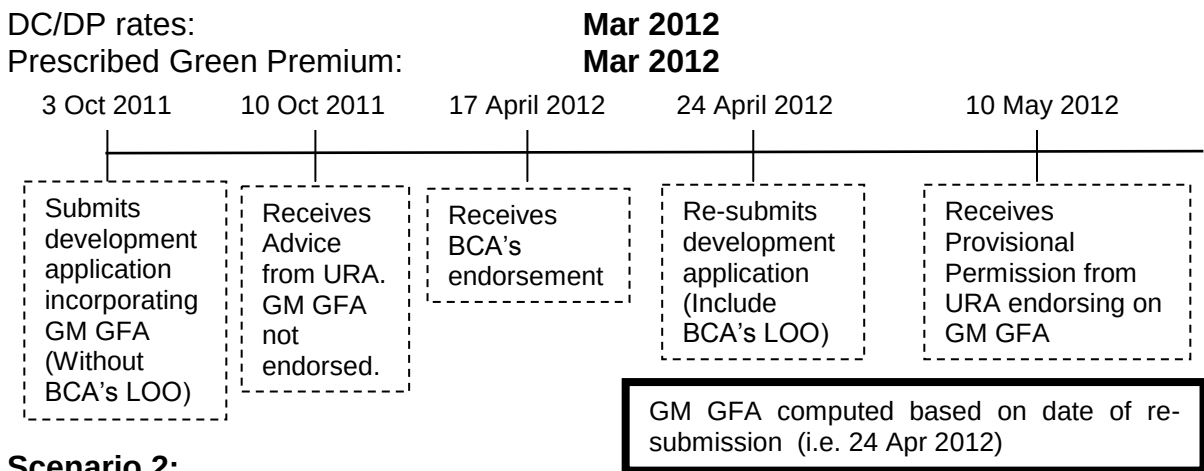 DC/DP rates: Mar 2012
Prescribed Green Premium: Mar 2012
3 Oct 2011 10 Oct 2011 17 April 2012 24 April 2012 10 May 2012
Submits
development
application
incorporating
GM GFA
(Without
BCA's LOO)
Receives
Advice
from URA.
GM GFA
not
endorsed.
Receives
BCA's
endorsement
Re-submits
development
application
(Include
BCA's LOO)
Receives
Provisional
Permission from
URA endorsing on
GM GFA
GM GFA computed based on date of re-
submission (i.e. 24 Apr 2012)
Scenario 2: